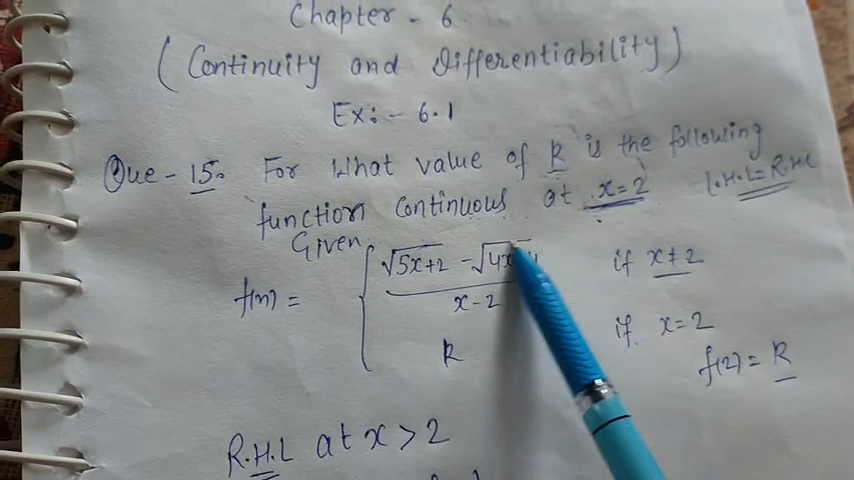 Chapter - 6
(Continuity and Differentiability)
Ex:- 6.1
Que - 15. For What value of k is the following
function continuous at x=2 L.H.L = R.H.L
Given
√5x+2 - √4x if x≠2
f(x) =
x-2
k if x=2
f(2) = k
R.H.L at x > 2